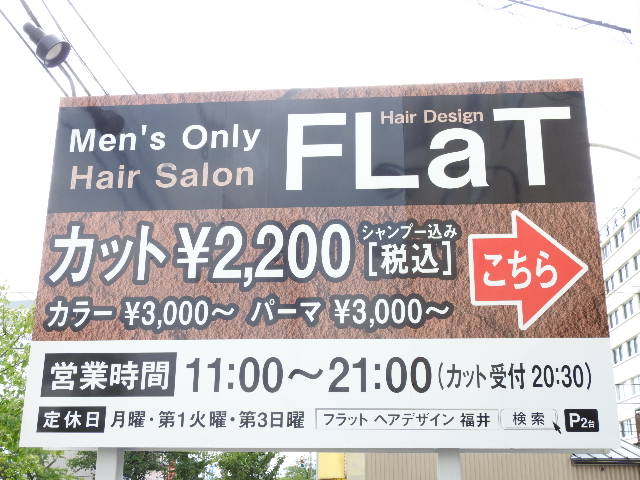 Men's Only
Hair Salon
Hair Design
FLaT
カット¥2,200 シャンプー込み [税込]
カラー ¥3,000〜 パーマ ¥3,000〜
こちら
営業時間 11:00〜21:00 (カット受付 20:30)
定休日 月曜・第1火曜・第3日曜 フラット ヘアデザイン 福井 検索 P2台